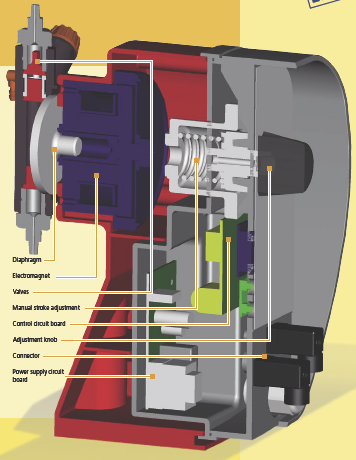 Diaphragm
Electromagnet
Valves
Manual stroke adjustment
Control circuit board
Adjustment knob
Connector
Power supply circuit
board